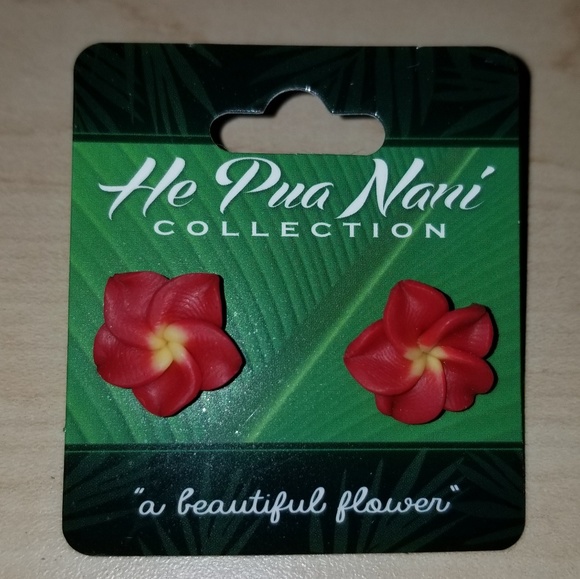 He Pua Nani
COLLECTION
"a beautiful flower"